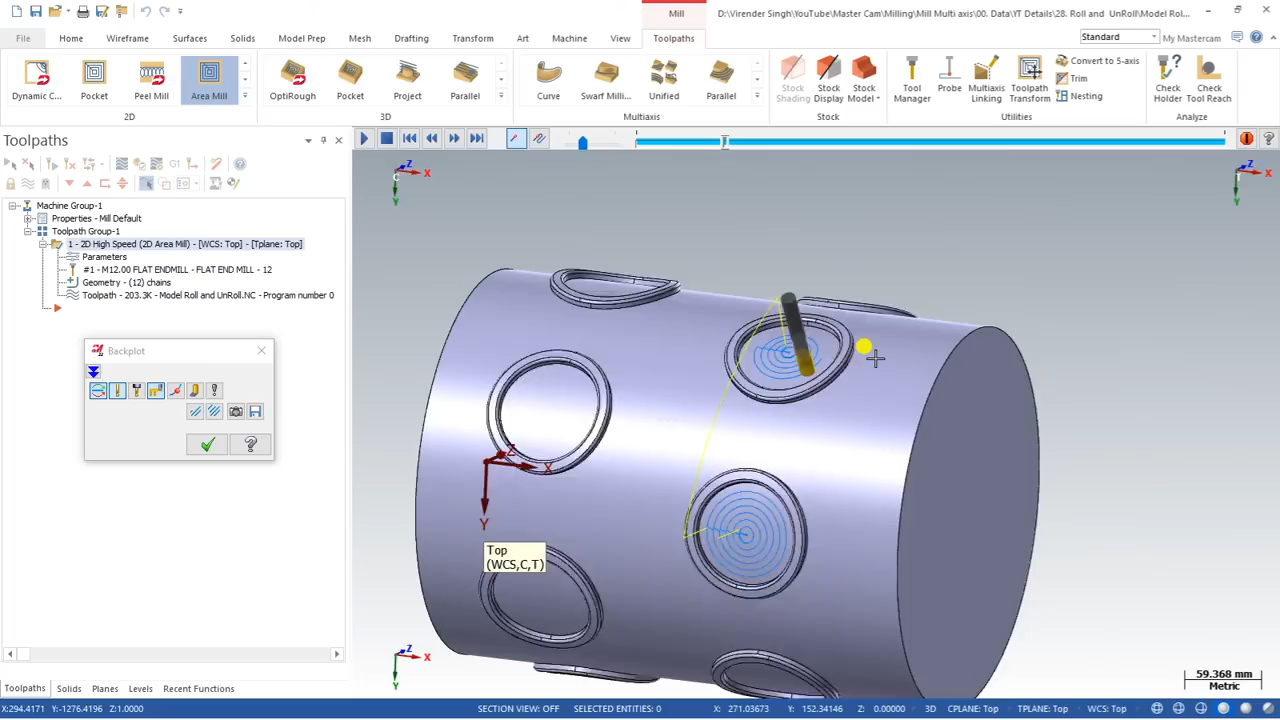 Mill
D:\Virender Singh\YouTube\Master Cam\Milling\Mill Multi axis\00. Data\YT Details\28. Roll and UnRoll\Model Rol...
File
Home
Wireframe
Surfaces
Solids
Model Prep
Mesh
Drafting
Transform
Art
Machine
View
Toolpaths
Standard
My Mastercam
Dynamic C...
Pocket
Peel Mill
Area Mill
OptiRough
Pocket
Project
Parallel
Curve
Swarf Milli...
Unified
Parallel
Stock Shading
Stock Display
Stock Model
Tool Manager
Probe
Multiaxis Linking
Toolpath Transform
Convert to 5-axis
Trim
Nesting
Check Holder
Check Tool Reach
2D
3D
Multiaxis
Stock
Utilities
Analyze
Toolpaths
G1
Machine Group-1
Properties - Mill Default
Toolpath Group-1
1 - 2D High Speed (2D Area Mill) - [WCS: Top] - [Tplane: Top]
Parameters
#1 - M12.00 FLAT ENDMILL - FLAT END MILL - 12
Geometry - (12) chains
Toolpath - 203.3K - Model Roll and UnRoll.NC - Program number 0
Backplot
Z
X
C
Y
Z
X
T
Y
Z
X
Y
Top
(WCS,C,T)
Z
X
Y
Z
X
Y
59.368 mm
Metric
Toolpaths
Solids
Planes
Levels
Recent Functions
X:294.4171 Y:-1276.4196 Z:1.0000
SECTION VIEW: OFF
SELECTED ENTITIES: 0
X: 271.03673
Y: 152.34146
Z: 0.00000
3D
CPLANE: Top
TPLANE: Top
WCS: Top